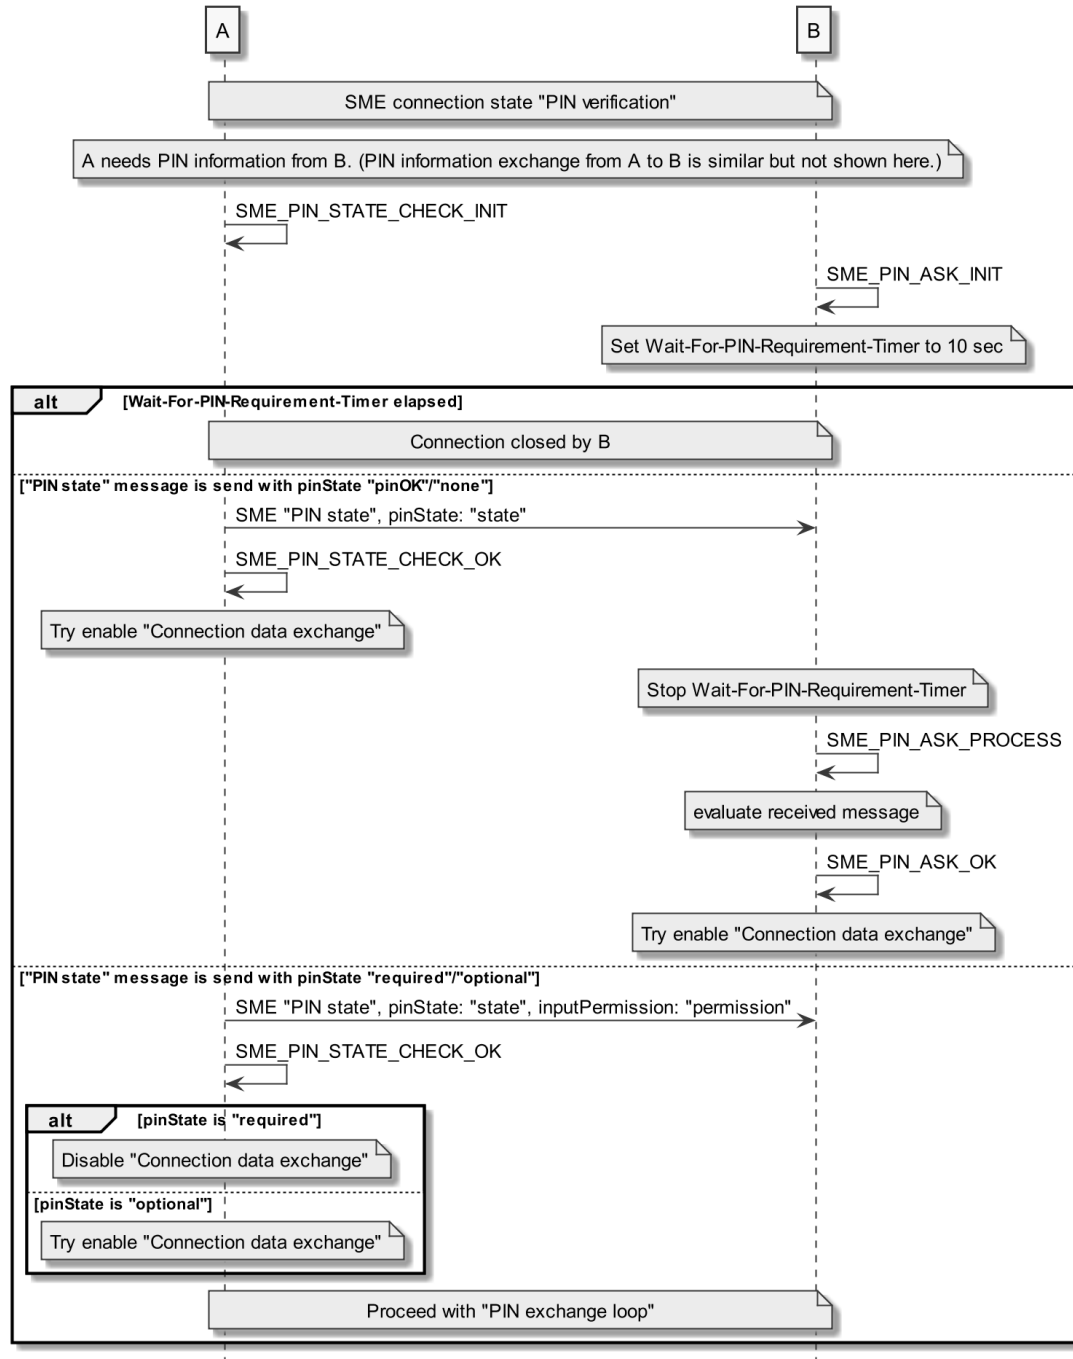 A
B
SME connection state "PIN verification"
A needs PIN information from B. (PIN information exchange from A to B is similar but not shown here.)
SME_PIN_STATE_CHECK_INIT
SME_PIN_ASK_INIT
Set Wait-For-PIN-Requirement-Timer to 10 sec
alt
[Wait-For-PIN-Requirement-Timer elapsed]
Connection closed by B
["PIN state" message is send with pinState "pinOK"/"none"]
SME "PIN state", pinState: "state"
SME_PIN_STATE_CHECK_OK
Try enable "Connection data exchange"
Stop Wait-For-PIN-Requirement-Timer
SME_PIN_ASK_PROCESS
evaluate received message
SME_PIN_ASK_OK
Try enable "Connection data exchange"
["PIN state" message is send with pinState "required"/"optional"]
SME "PIN state", pinState: "state", inputPermission: "permission"
SME_PIN_STATE_CHECK_OK
alt
[pinState is "required"]
Disable "Connection data exchange"
[pinState is "optional"]
Try enable "Connection data exchange"
Proceed with "PIN exchange loop"